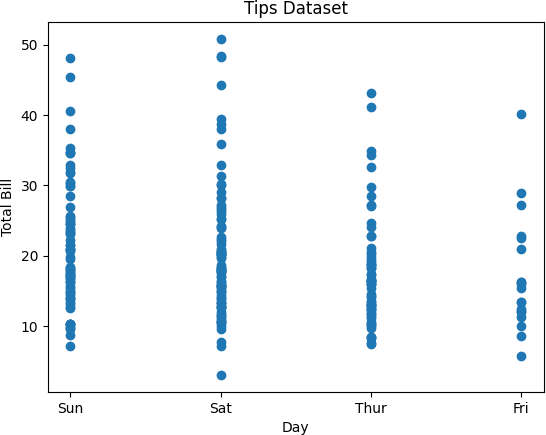 Tips Dataset
Total Bill
50
40
30
20
10
Sun Sat Thur Fri
Day